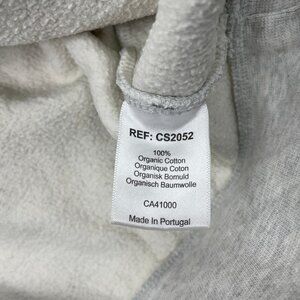 REF: CS2052
100%
Organic Cotton
Organique Coton
Organisk Bomuld
Organisch Baumwolle
CA41000
Made In Portugal